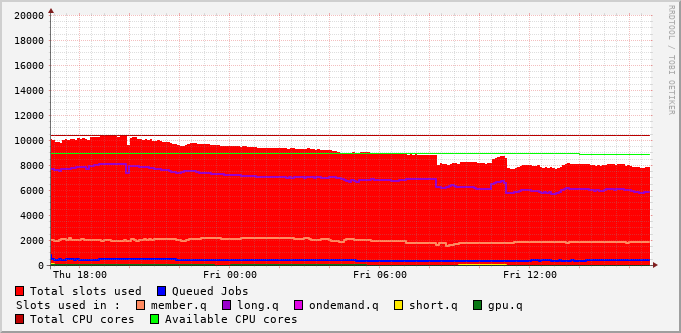 20000
18000
16000
14000
12000
10000
8000
6000
4000
2000
0
Thu 18:00 Fri 00:00 Fri 06:00 Fri 12:00
Total slots used Queued Jobs
Slots used in : member.q long.q ondemand.q short.q gpu.q
Total CPU cores Available CPU cores
RRDTOOL / TOBI OETIKER